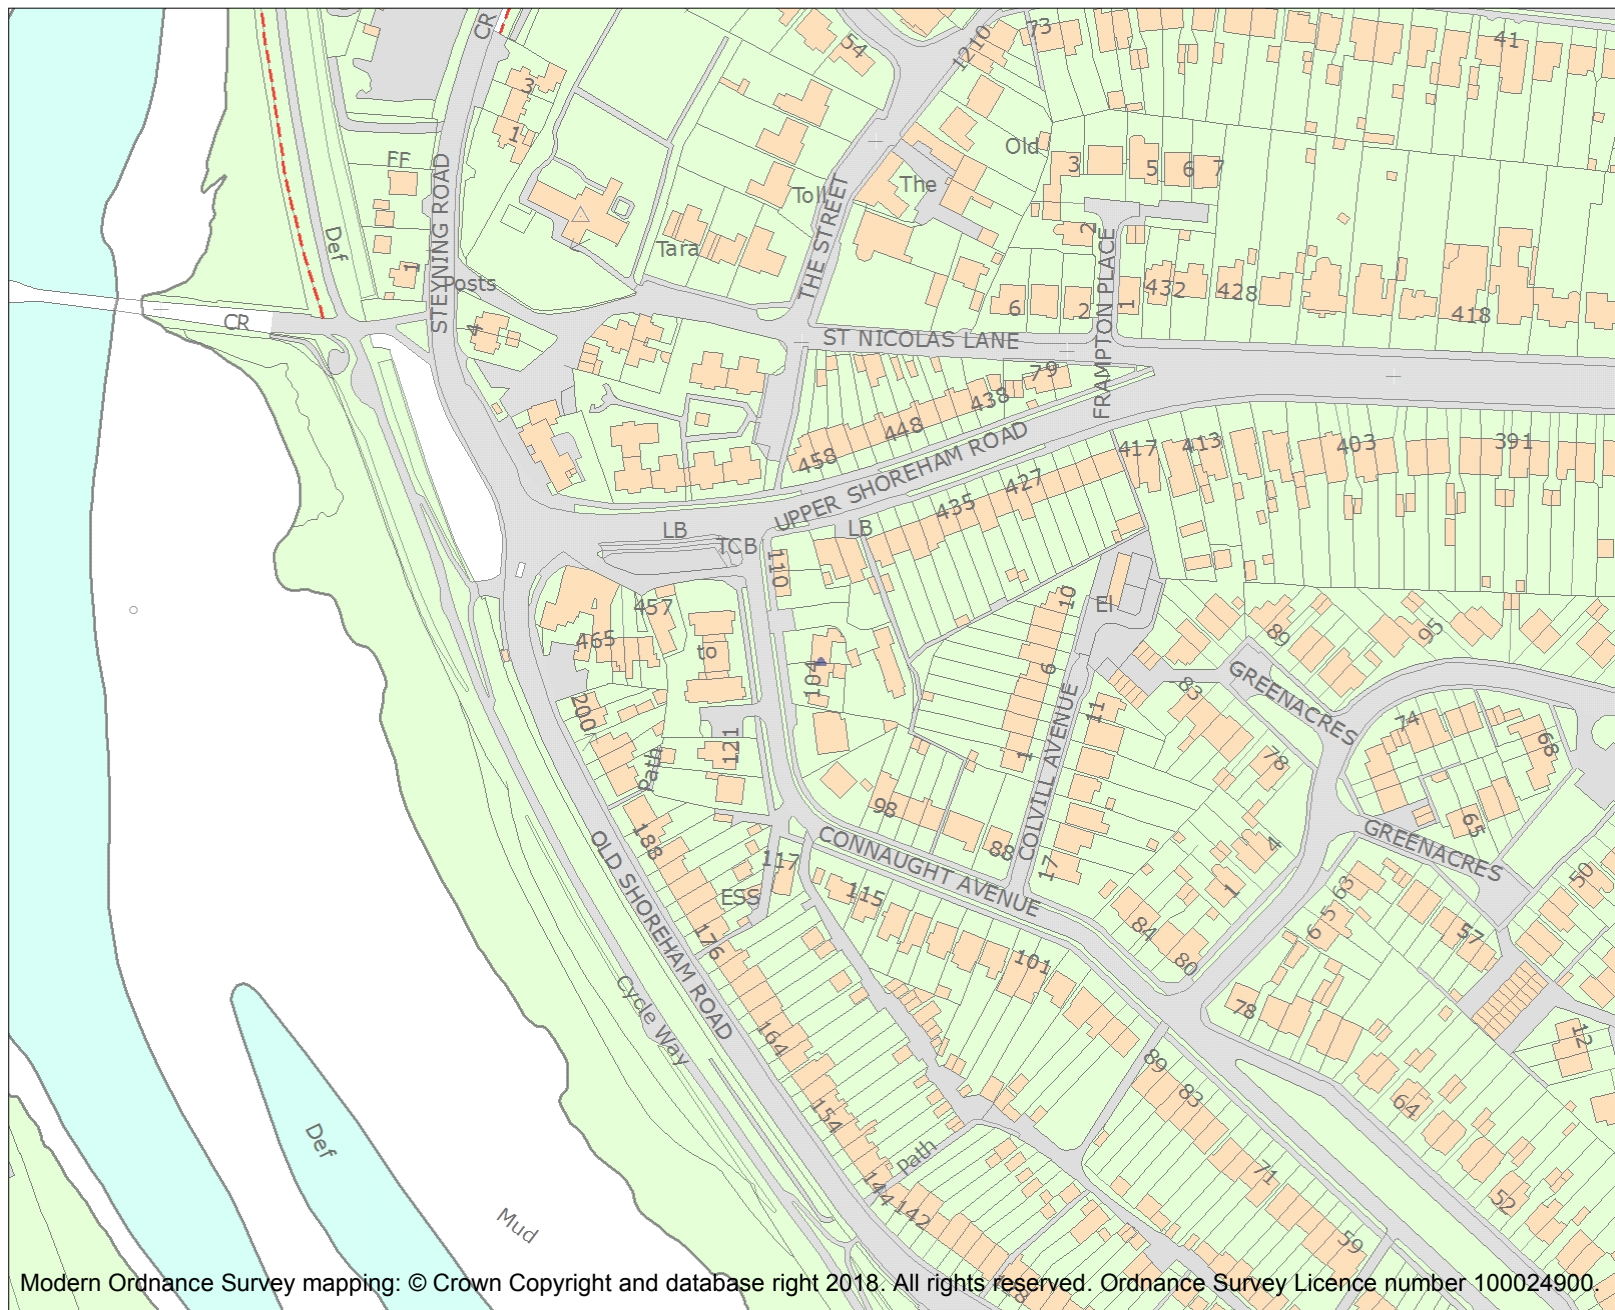 CR
54
1210
73
41
3
1
FF
STEYNING ROAD
Old
3
5
6
7
The
Toll
THE STREET
Def
Tara
2
1
Posts
FRAMPTON PLACE
6
2
1
432
428
418
CR
4
ST NICOLAS LANE
79
438
448
458
UPPER SHOREHAM ROAD
417
413
403
391
427
435
LB
LB
TCB
110
10
El
457
465
to
104
6
89
95
GREENACRES
83
200
11
74
68
121
Path
1
COLVILL AVENUE
78
98
65
GREENACRES
188
OLD SHOREHAM ROAD
CONNAUGHT AVENUE
88
17
4
117
ESS
115
1
63
50
84
5
6
57
176
101
80
78
Cycle Way
164
12
89
83
64
154
Def
Path
71
144
142
52
Mud
59
Modern Ordnance Survey mapping: © Crown Copyright and database right 2018. All rights reserved. Ordnance Survey Licence number 100024900.